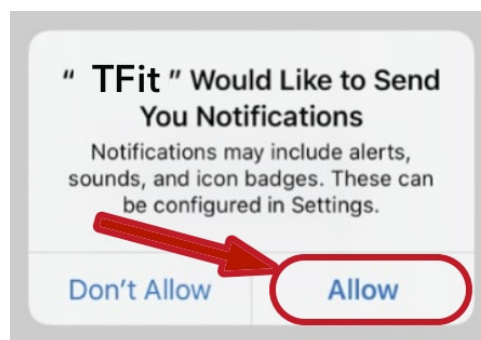 “ TFit ” Would Like to Send
You Notifications
Notifications may include alerts,
sounds, and icon badges. These can
be configured in Settings.
Don’t Allow
Allow